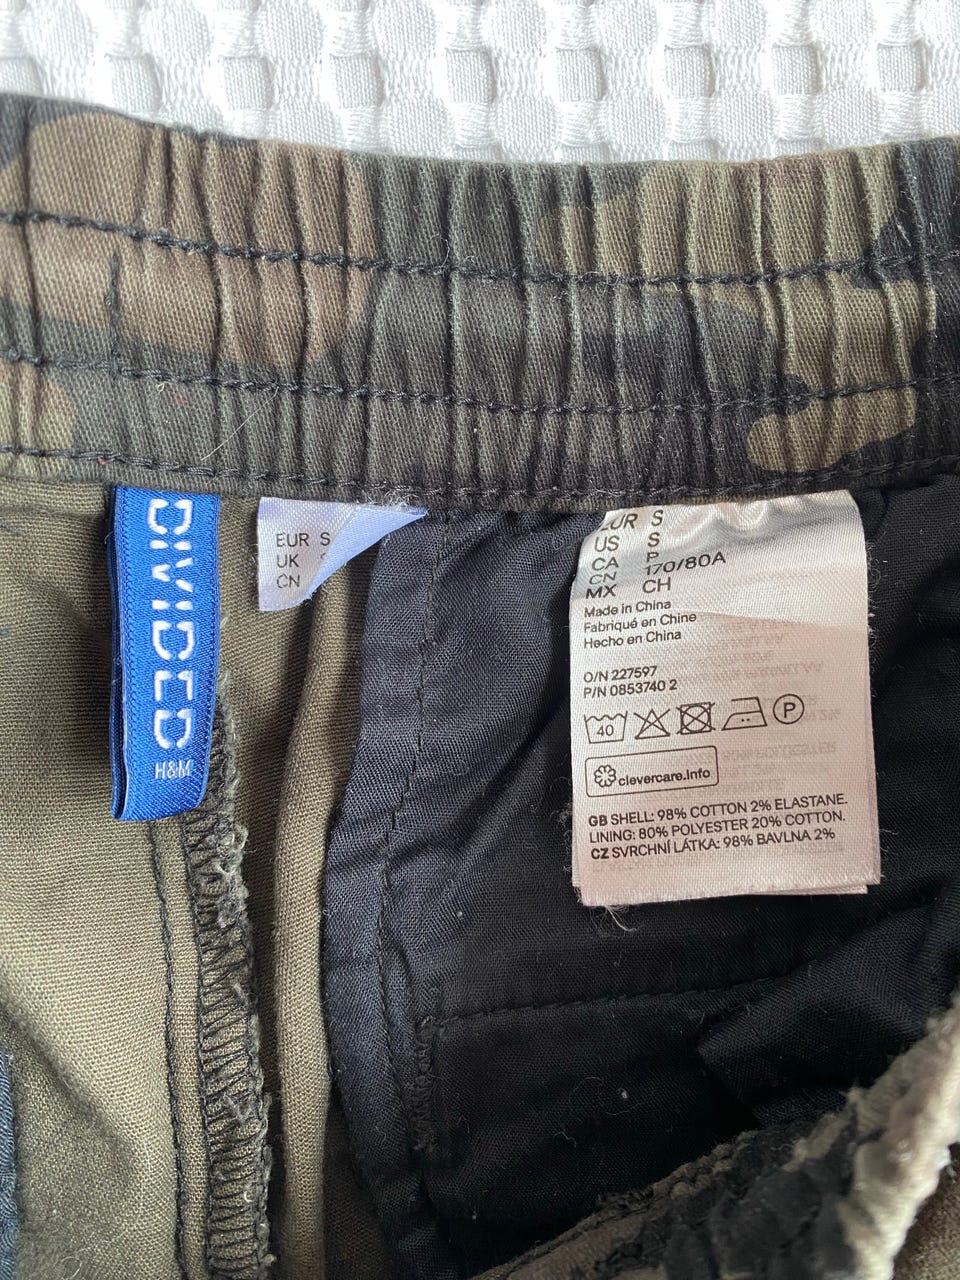 DIVIDED
H&M
EUR S
UK
CN
EUR S
US S
CA P
CN 170/80A
MX CH
Made in China
Fabriqué en Chine
Hecho en China
O/N 227597
P/N 0853740 2
40
P
clevercare.info
GB SHELL: 98% COTTON 2% ELASTANE.
LINING: 80% POLYESTER 20% COTTON.
CZ SVRCHNÍ LÁTKA: 98% BAVLNA 2%